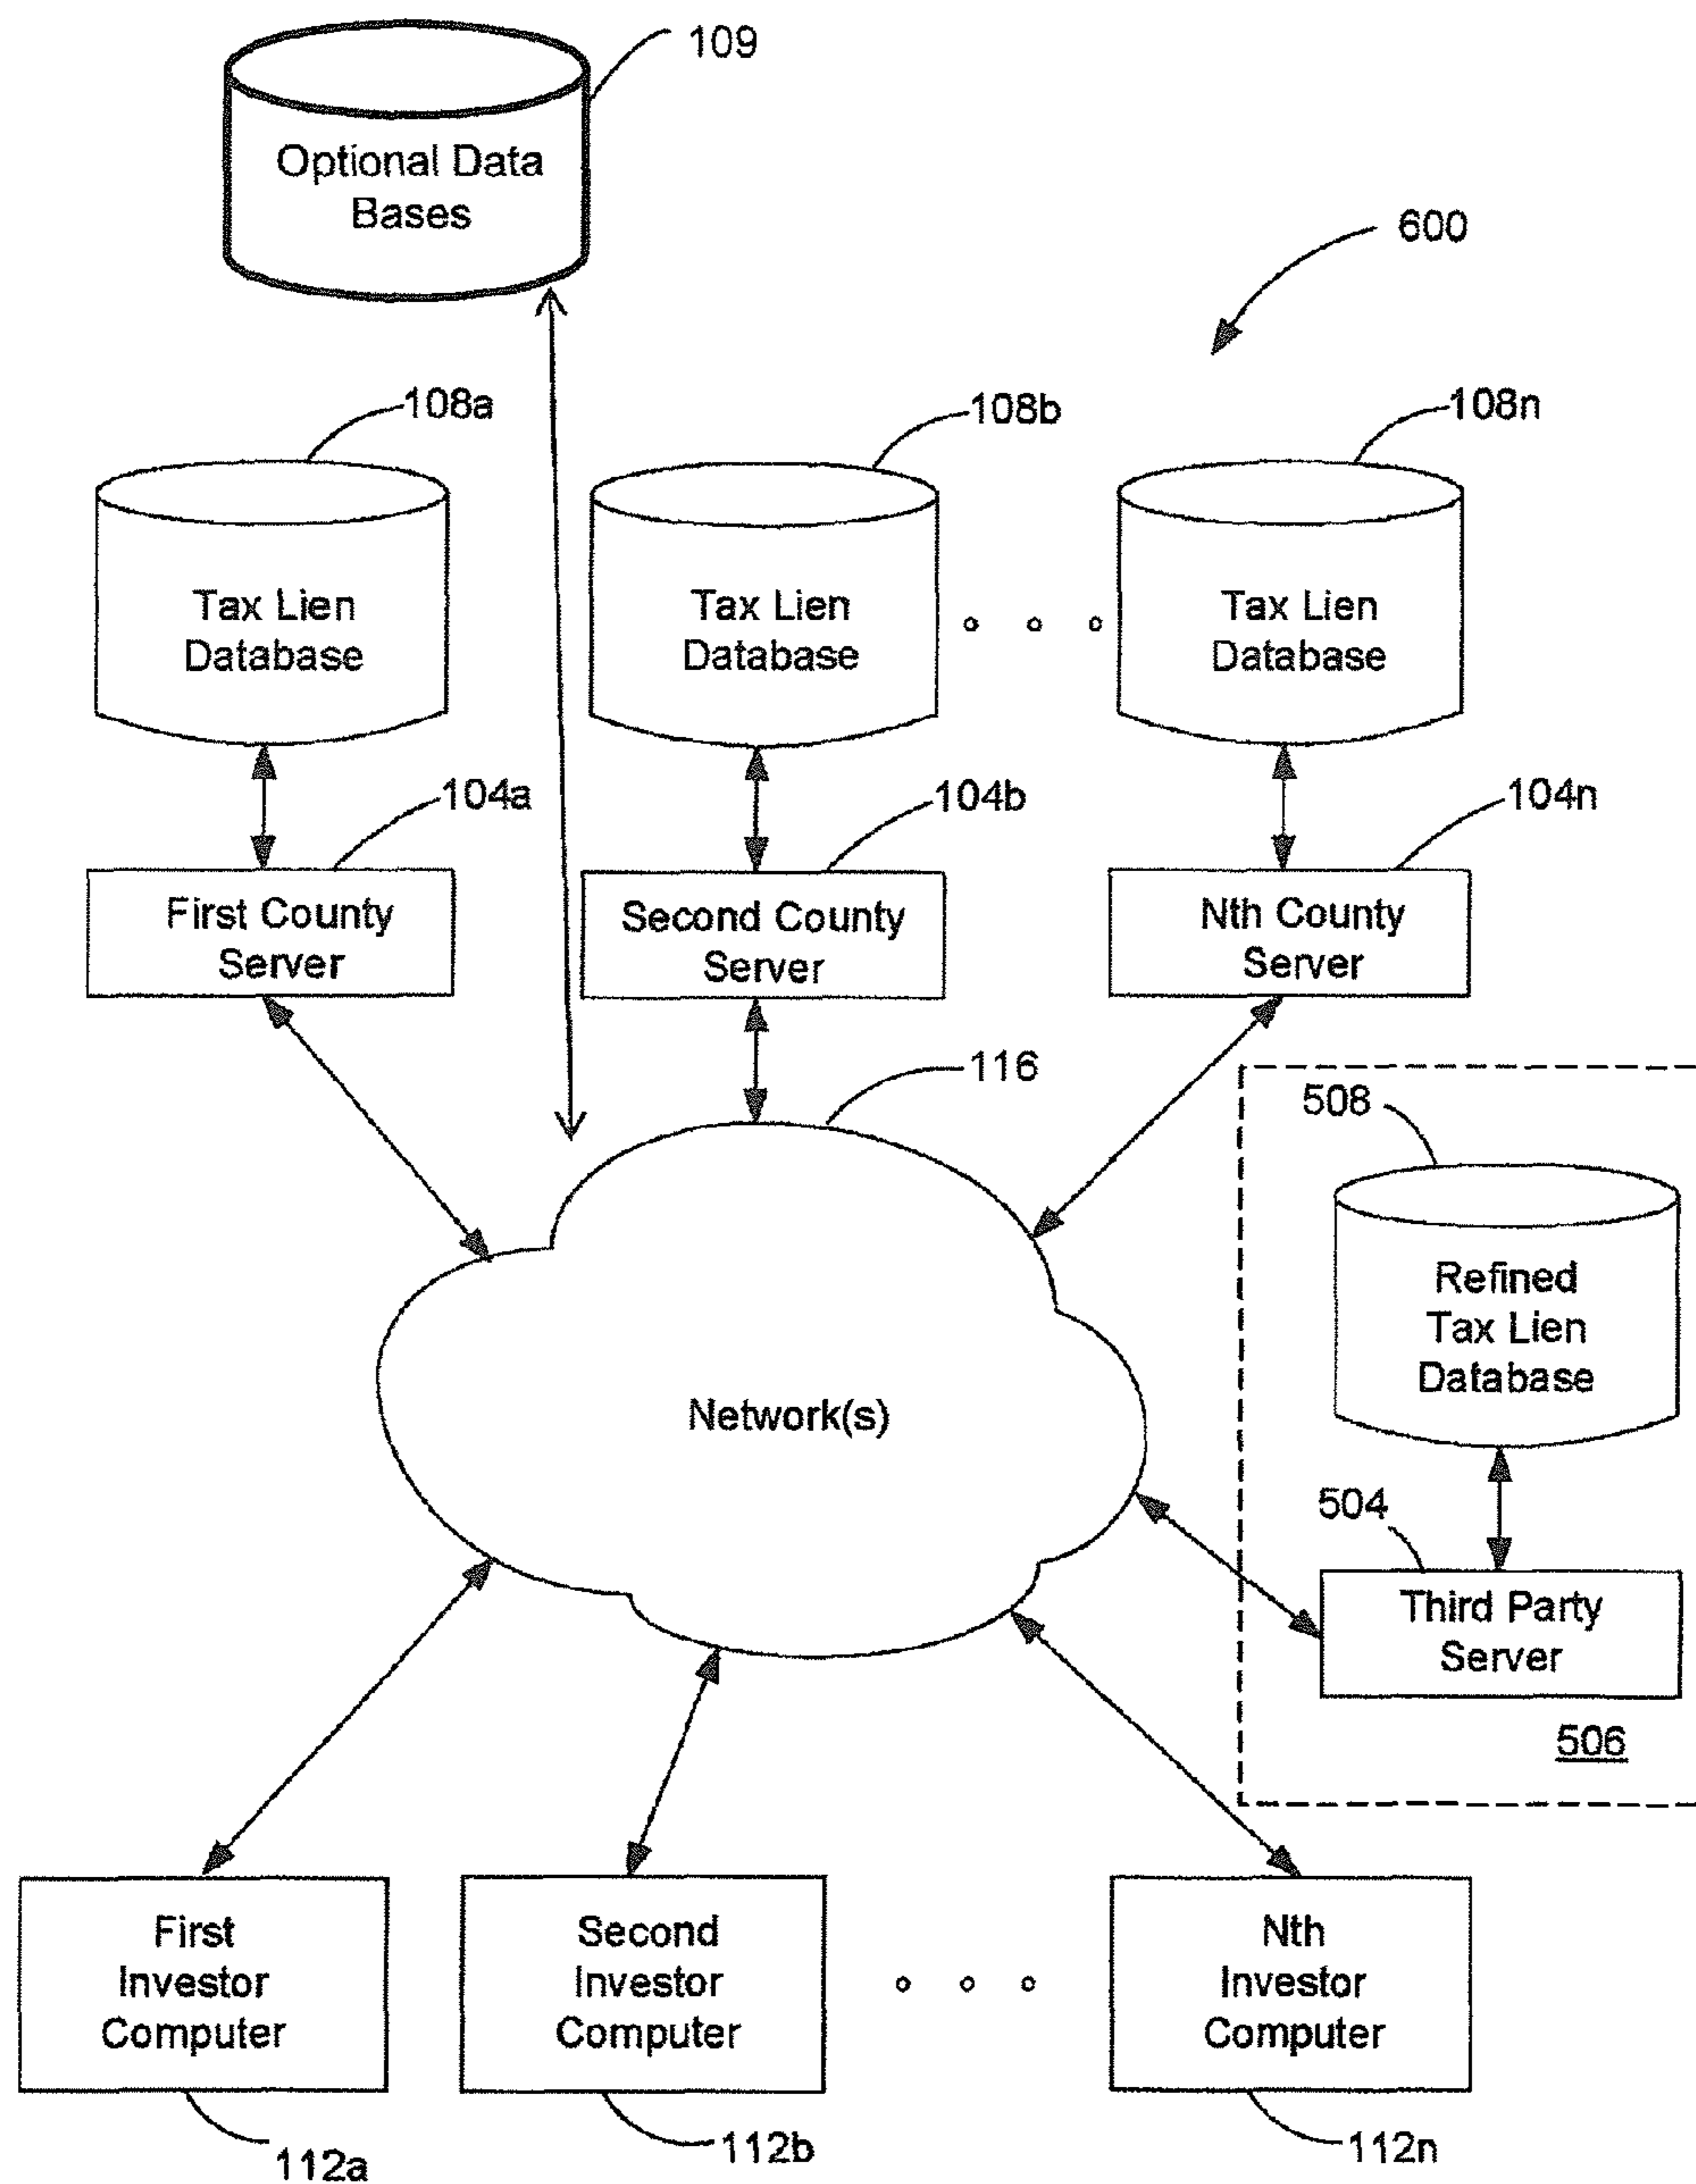 109
Optional Data
Bases
600
108a
108b
108n
Tax Lien
Database
Tax Lien
Database
Tax Lien
Database
104a
104b
104n
First County
Server
Second County
Server
Nth County
Server
116
508
Refined
Tax Lien
Database
Network(s)
504
Third Party
Server
506
First
Investor
Computer
Second
Investor
Computer
Nth
Investor
Computer
112a
112b
112n